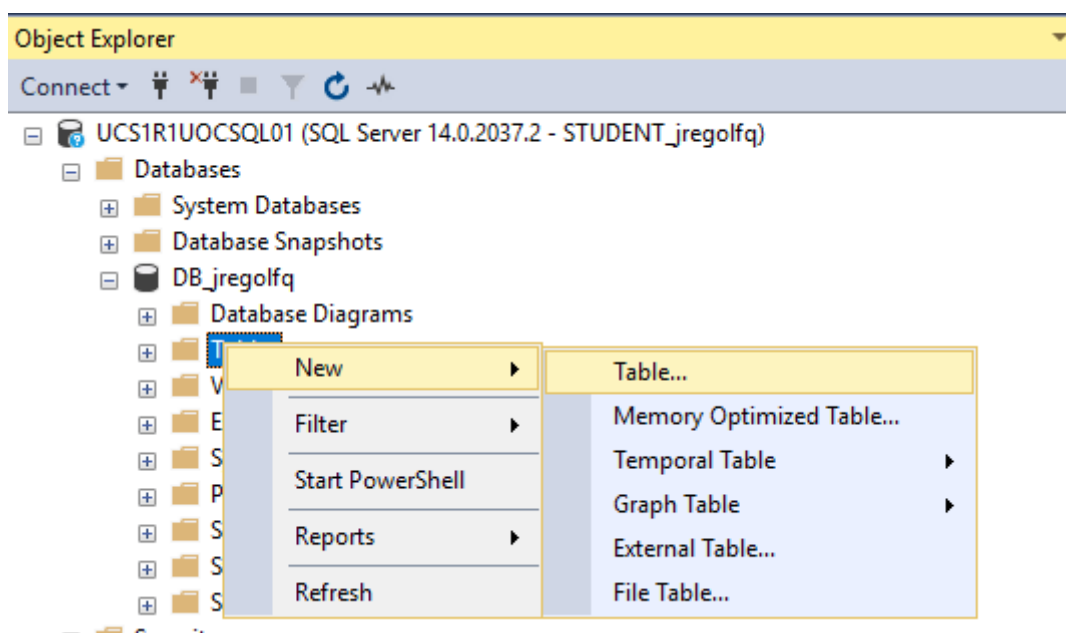 Object Explorer
Connect
UCS1R1UOCSQL01 (SQL Server 14.0.2037.2 - STUDENT_jregolfq)
Databases
System Databases
Database Snapshots
DB_jregolfq
Database Diagrams
New
Table...
V
Memory Optimized Table...
E
Filter
S
Temporal Table
Start PowerShell
P
Graph Table
S
Reports
External Table...
S
Refresh
File Table...
S